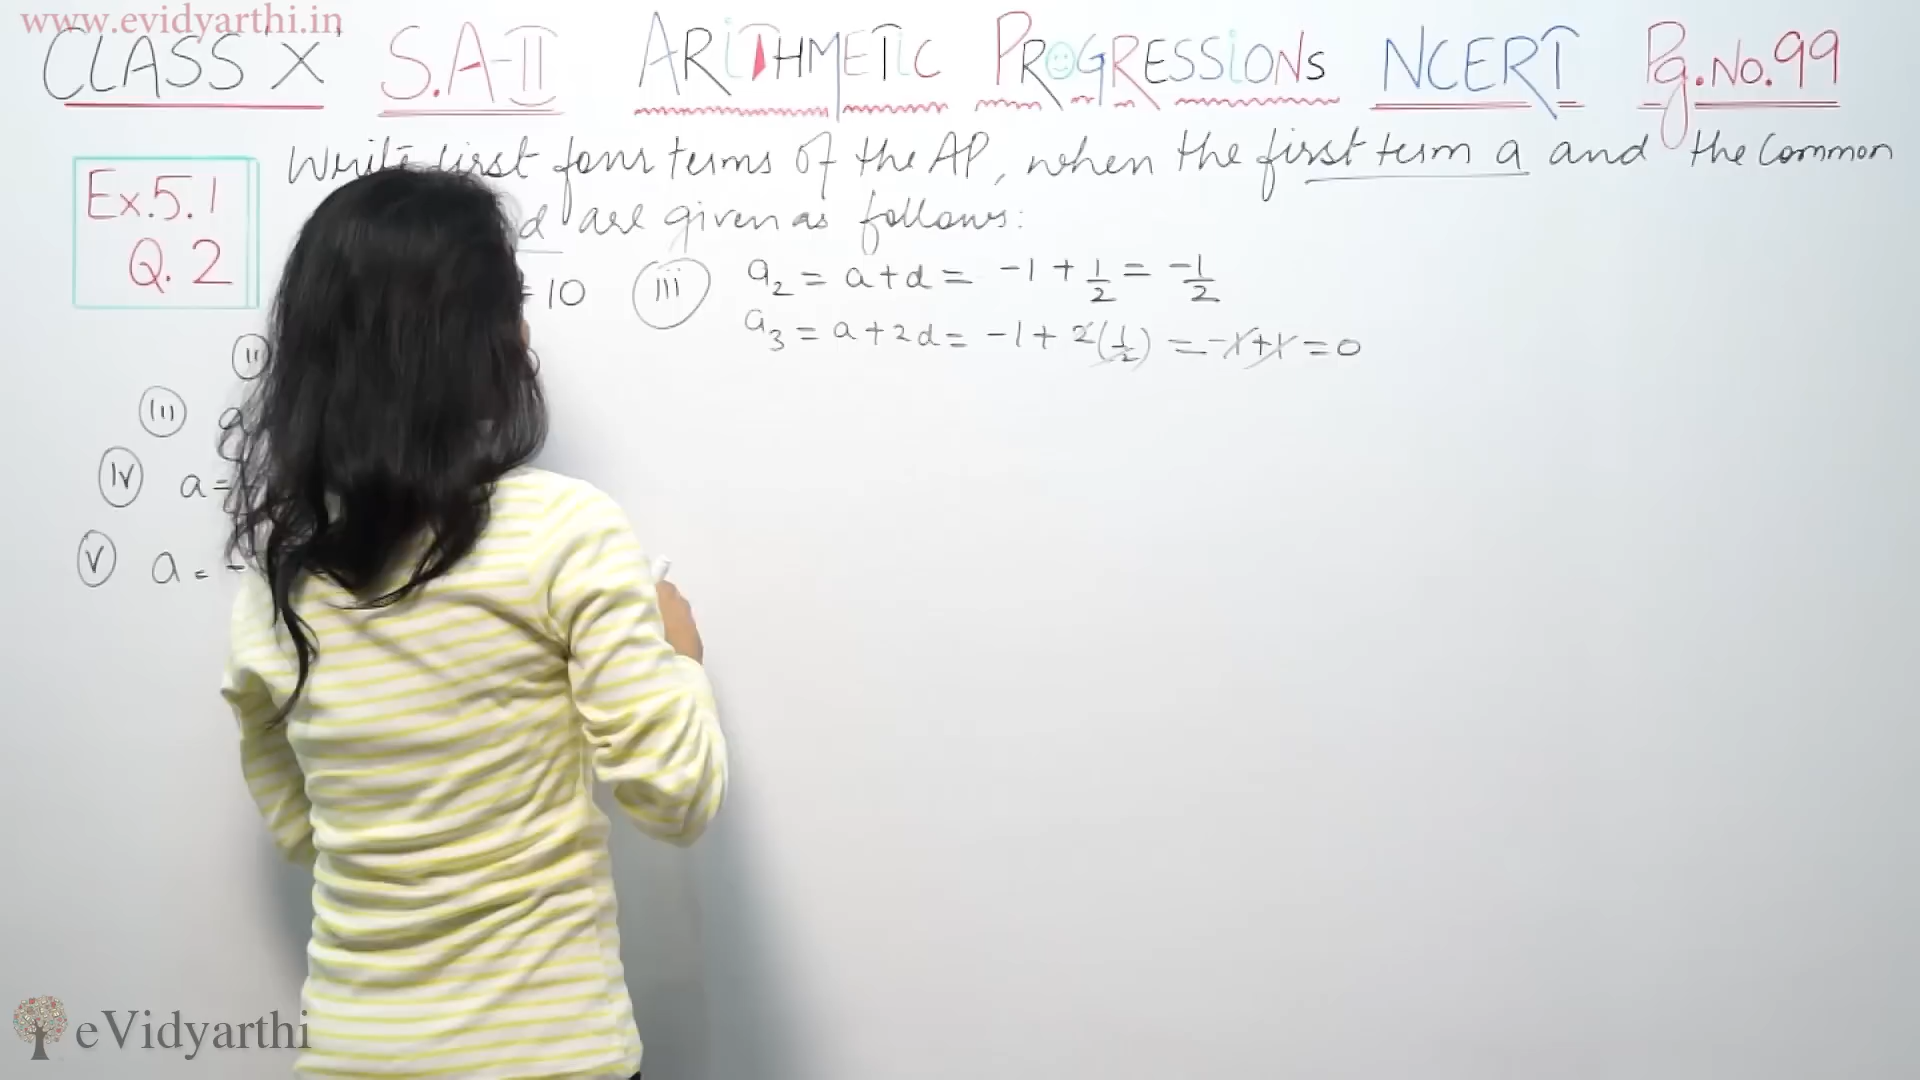 www.evidyarthi.in
CLASS 'X' S.A-II ARITHMETIC PROGRESSIONS NCERT Pg.No.99
Ex.5.1
Q.2
Write first four terms of the AP, when the first term a and the Common
d are given as follows:
10
(ii)
(iii) a
(iv) a =
(v) a = -
(iii) a₂ = a+d = -1 + 1/2 = -1/2
a₃ = a+2d = -1+ 2(1/2) = -1+1 = 0
eVidyarthi